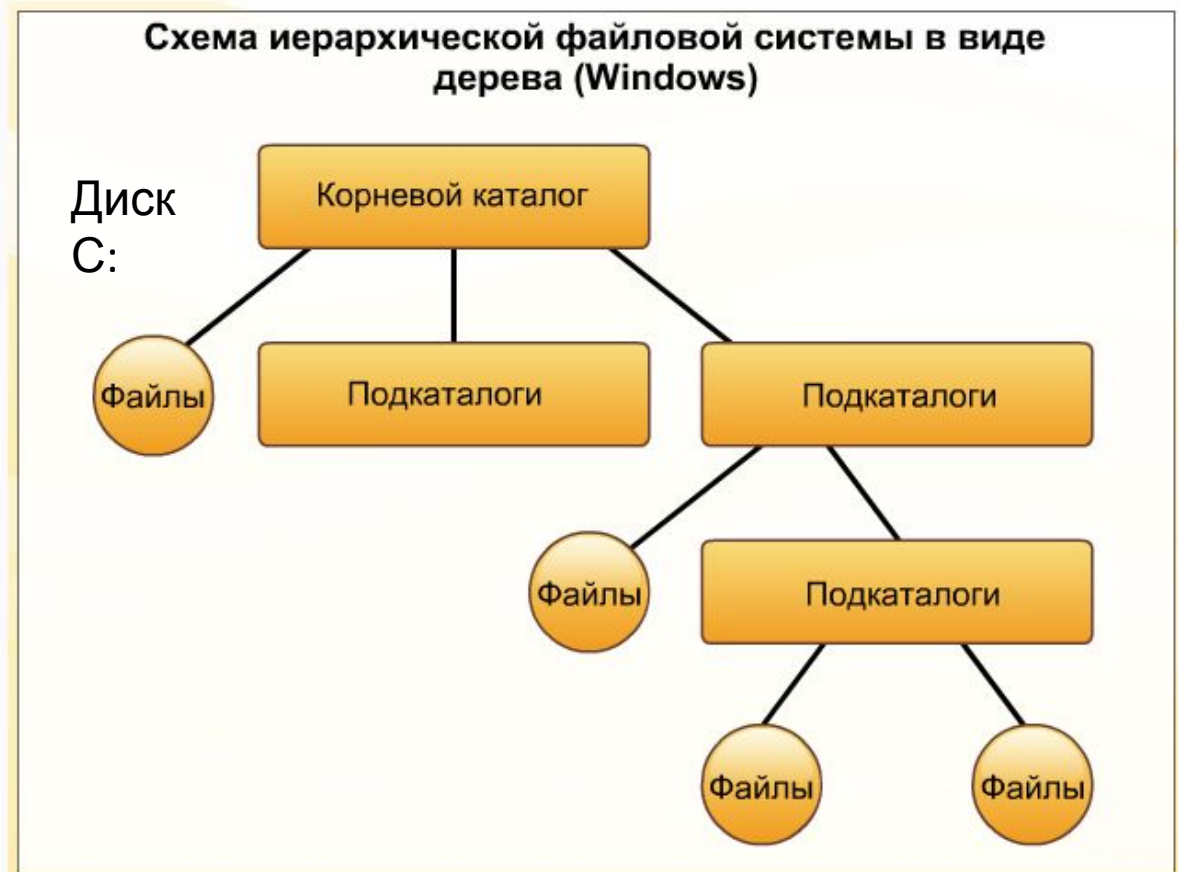 Схема иерархической файловой системы в виде
дерева (Windows)
Диск
С:
Корневой каталог
Файлы
Подкаталоги
Подкаталоги
Файлы
Подкаталоги
Файлы
Файлы